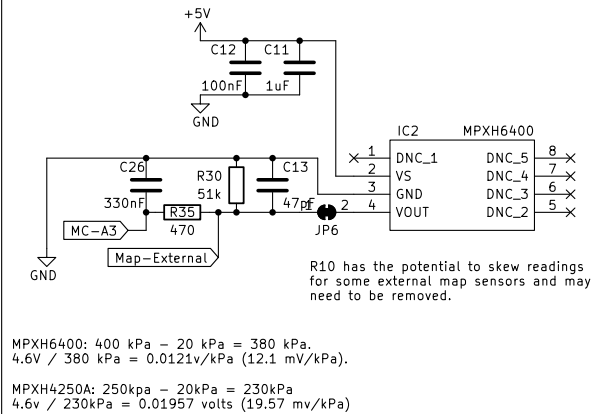 +5V
C12 C11
100nF 1uF
GND
IC2 MPXH6400
1 DNC_1 DNC_5 8
2 VS DNC_4 7
3 GND DNC_3 6
4 VOUT DNC_2 5
C26 R30 C13
51k
330nF 47pF
R35 1 2
MC-A3 470 JP6
Map-External
GND
R10 has the potential to skew readings
for some external map sensors and may
need to be removed.
MPXH6400: 400 kPa - 20 kPa = 380 kPa.
4.6V / 380 kPa = 0.0121v/kPa (12.1 mV/kPa).
MPXH4250A: 250kpa - 20kPa = 230kPa
4.6v / 230kPa = 0.01957 volts (19.57 mv/kPa)